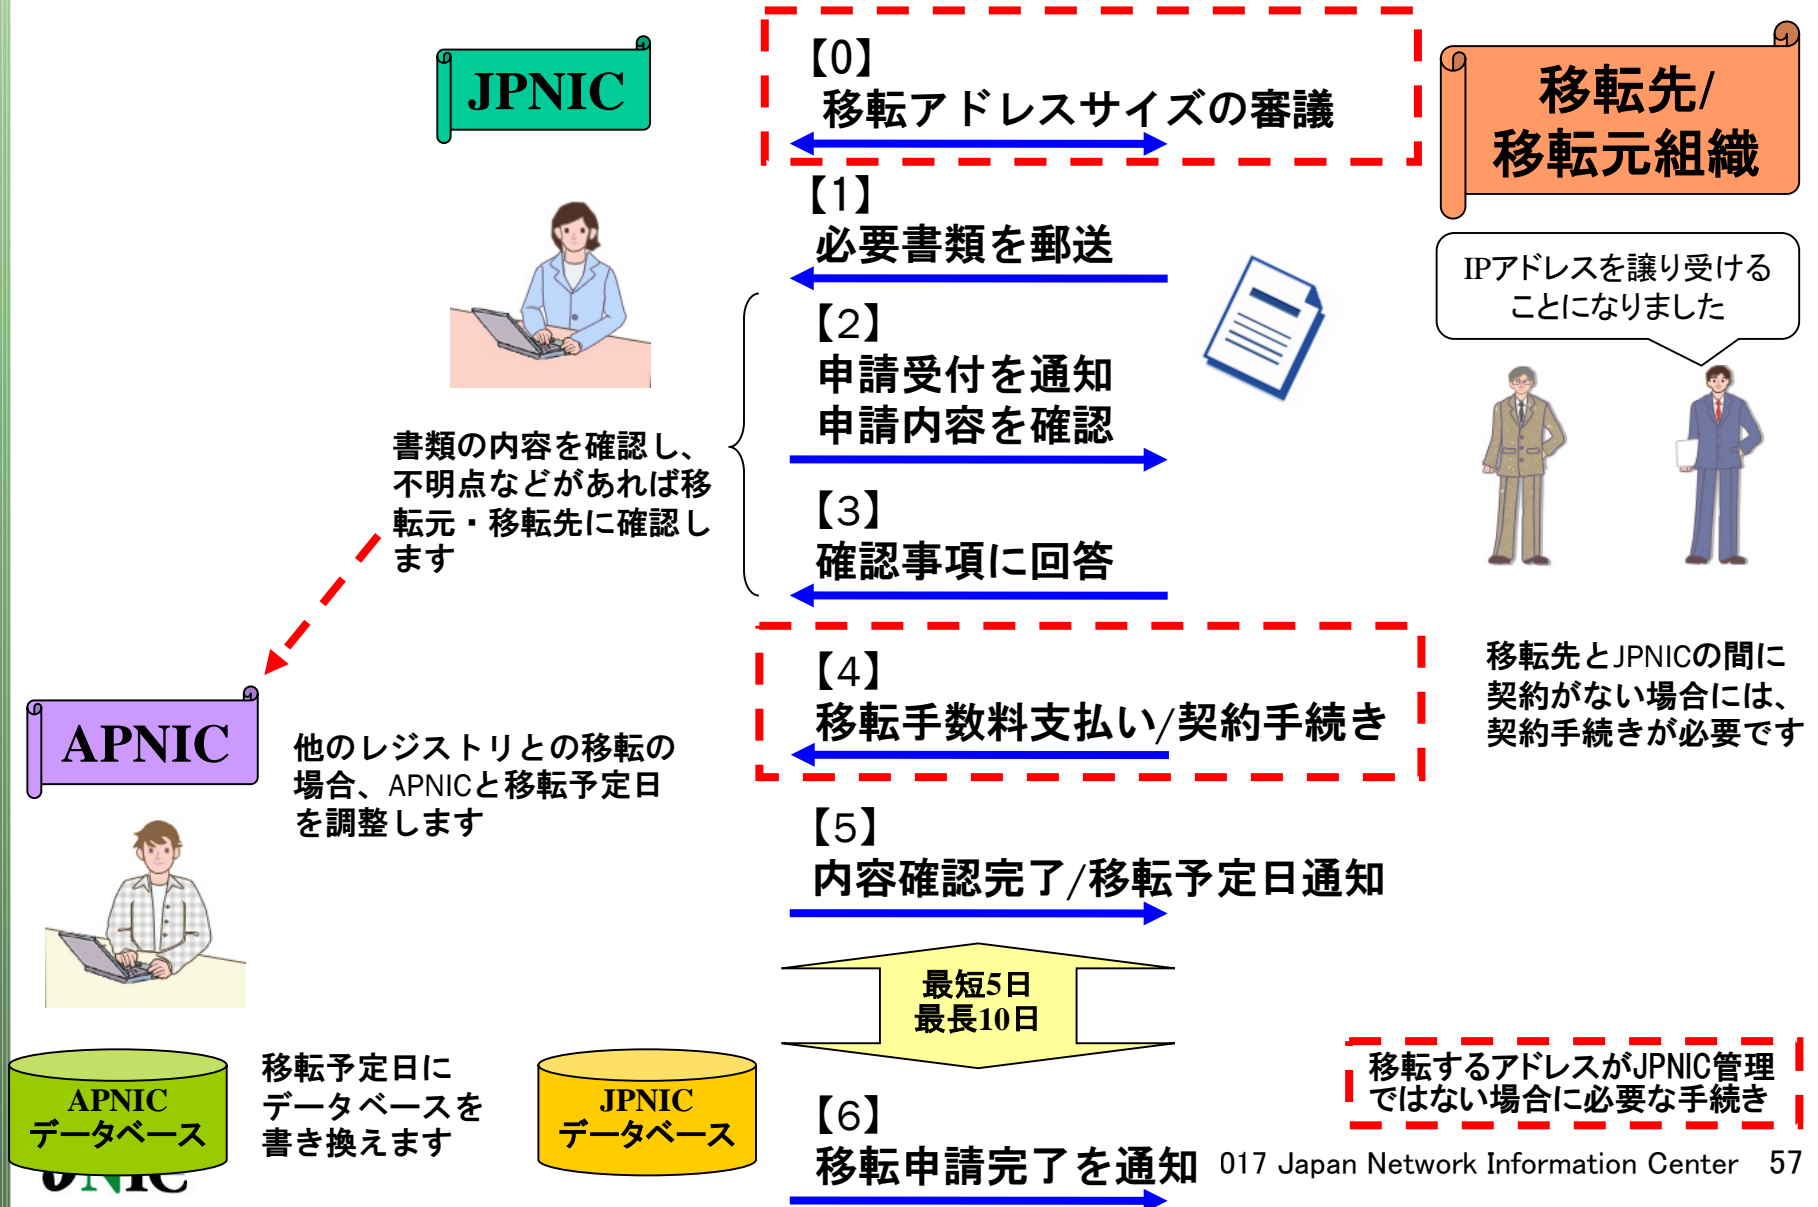 JPNIC
【0】
移転アドレスサイズの審議
移転先/
移転元組織
【1】
必要書類を郵送
IPアドレスを譲り受ける
ことになりました
【2】
申請受付を通知
申請内容を確認
書類の内容を確認し、
不明点などがあれば移
転元・移転先に確認し
ます
【3】
確認事項に回答
【4】
移転手数料支払い/契約手続き
移転先とJPNICの間に
契約がない場合には、
契約手続きが必要です
APNIC
他のレジストリとの移転の
場合、APNICと移転予定日
を調整します
【5】
内容確認完了/移転予定日通知
最短5日
最長10日
移転するアドレスがJPNIC管理
ではない場合に必要な手続き
APNIC
データベース
移転予定日に
データベースを
書き換えます
JPNIC
データベース
【6】
移転申請完了を通知
017 Japan Network Information Center 57